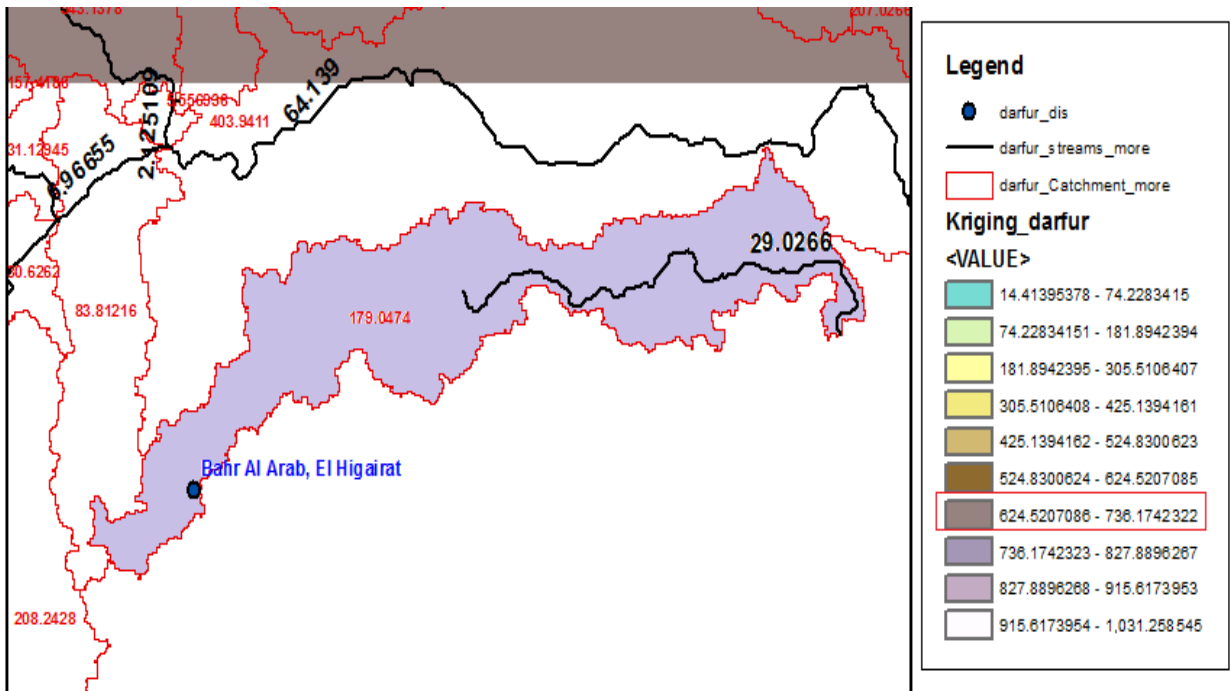 207.0266
403.9411
64.139
2.125109
6.96655
83.81216
179.0474
29.0266
Bahr Al Arab, El Higairat
208.2428
Legend
darfur_dis
darfur_streams_more
darfur_Catchment_more
Kriging_darfur
<VALUE>
14.41395378 - 74.2283415
74.22834151 - 181.8942394
181.8942395 - 305.5106407
305.5106408 - 425.1394161
425.1394162 - 524.8300623
524.8300624 - 624.5207085
624.5207086 - 736.1742322
736.1742323 - 827.8896267
827.8896268 - 915.6173953
915.6173954 - 1,031.258545